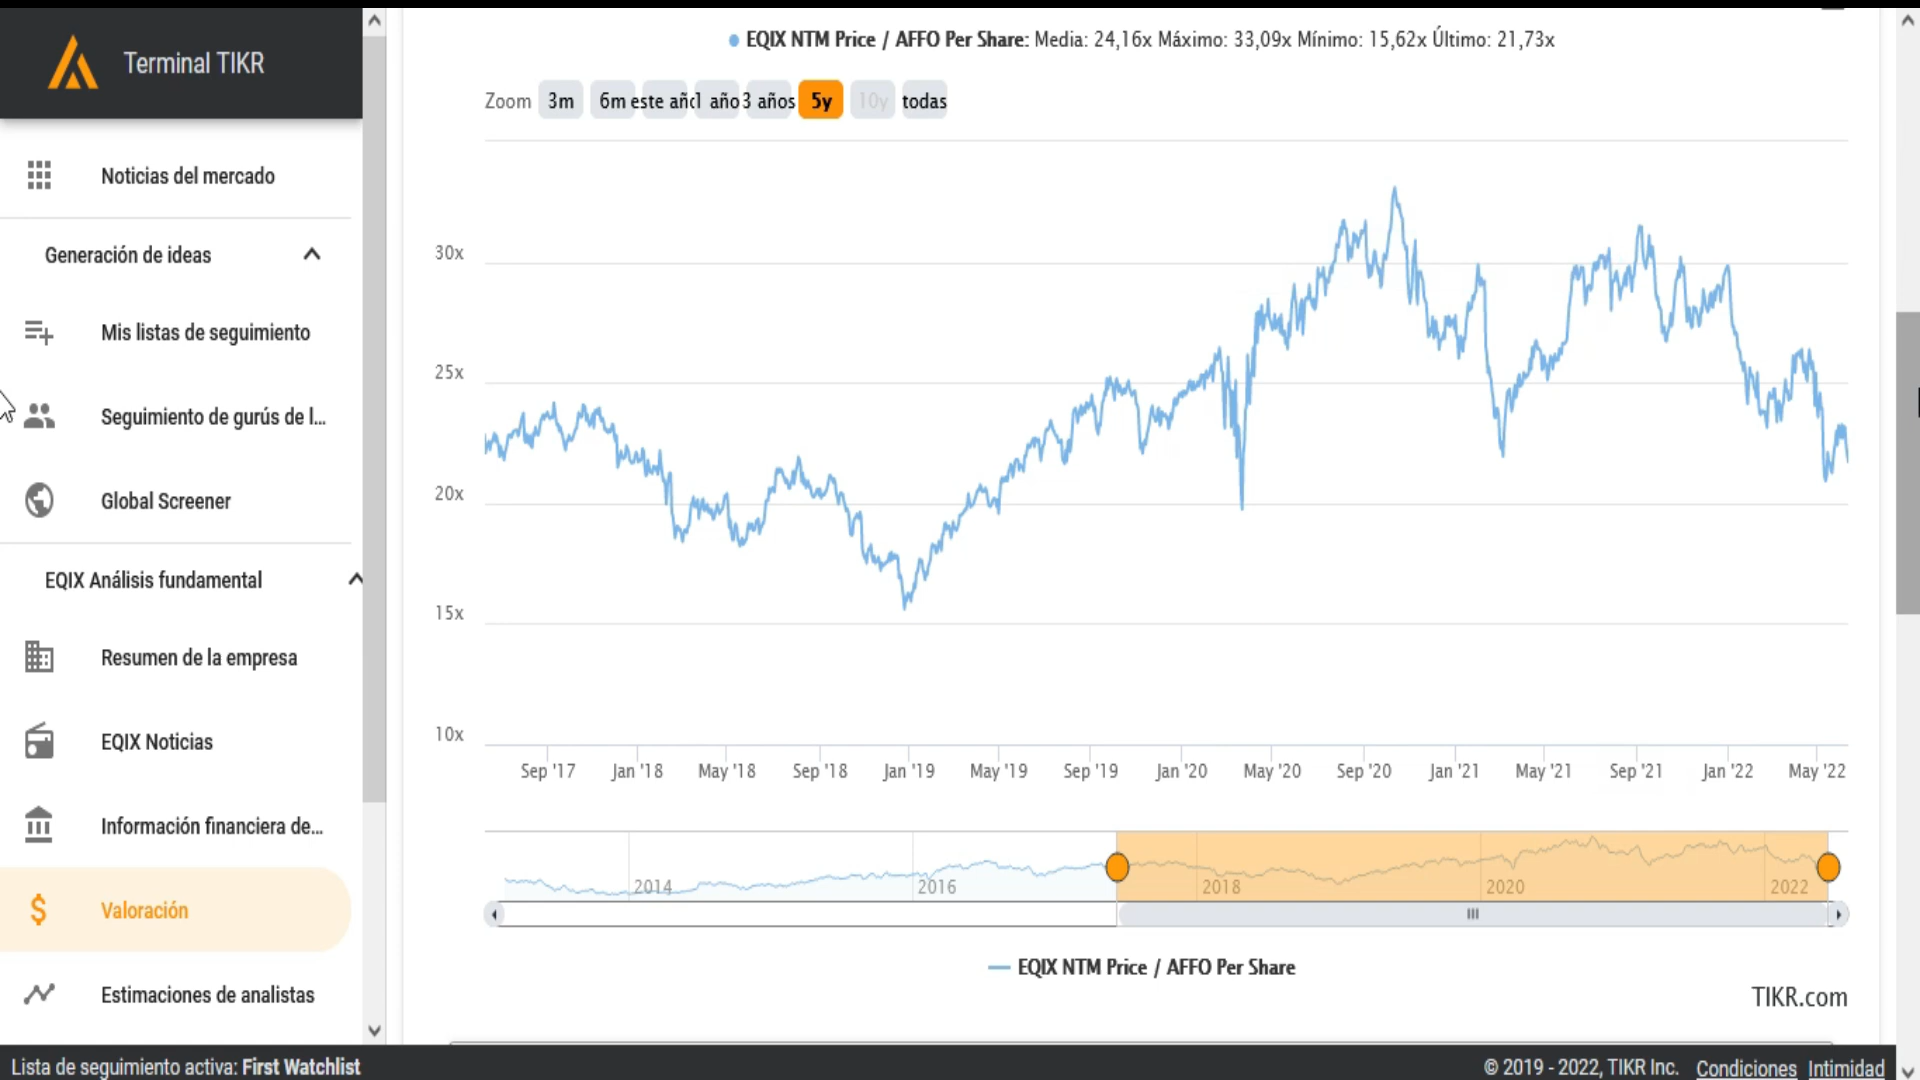 Terminal TIKR
Noticias del mercado
Generación de ideas
Mis listas de seguimiento
Seguimiento de gurús de l...
Global Screener
EQIX Análisis fundamental
Resumen de la empresa
EQIX Noticias
Información financiera de...
$ Valoración
Estimaciones de analistas
EQIX NTM Price / AFFO Per Share: Media: 24,16x Máximo: 33,09x Mínimo: 15,62x Último: 21,73x
Zoom 3m 6m este año 1 año 3 años 5y 10y todas
30x
25x
20x
15x
10x
Sep '17 Jan '18 May '18 Sep '18 Jan '19 May '19 Sep '19 Jan '20 May '20 Sep '20 Jan '21 May '21 Sep '21 Jan '22 May '22
2014 2016 2018 2020 2022
EQIX NTM Price / AFFO Per Share
TIKR.com
Lista de seguimiento activa: First Watchlist
© 2019 - 2022, TIKR Inc. Condiciones Intimidad